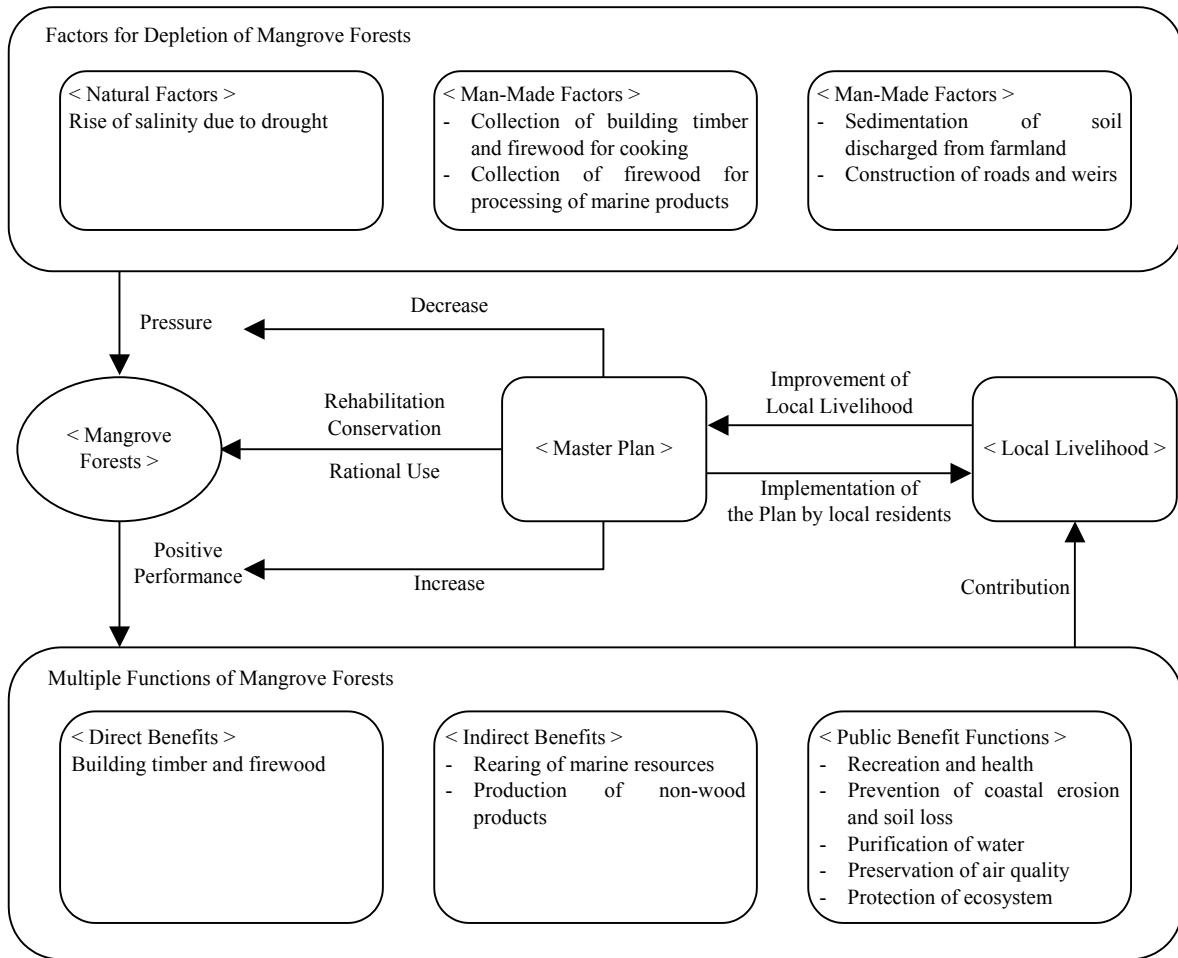 Factors for Depletion of Mangrove Forests
< Natural Factors >
Rise of salinity due to drought
< Man-Made Factors >
- Collection of building timber
and firewood for cooking
- Collection of firewood for
processing of marine products
< Man-Made Factors >
- Sedimentation of soil
discharged from farmland
- Construction of roads and weirs
Pressure
Decrease
< Mangrove
Forests >
Rehabilitation
Conservation
Rational Use
< Master Plan >
Improvement of
Local Livelihood
Implementation of
the Plan by local residents
< Local Livelihood >
Positive
Performance
Increase
Contribution
Multiple Functions of Mangrove Forests
< Direct Benefits >
Building timber and firewood
< Indirect Benefits >
- Rearing of marine resources
- Production of non-wood
products
< Public Benefit Functions >
- Recreation and health
- Prevention of coastal erosion
and soil loss
- Purification of water
- Preservation of air quality
- Protection of ecosystem